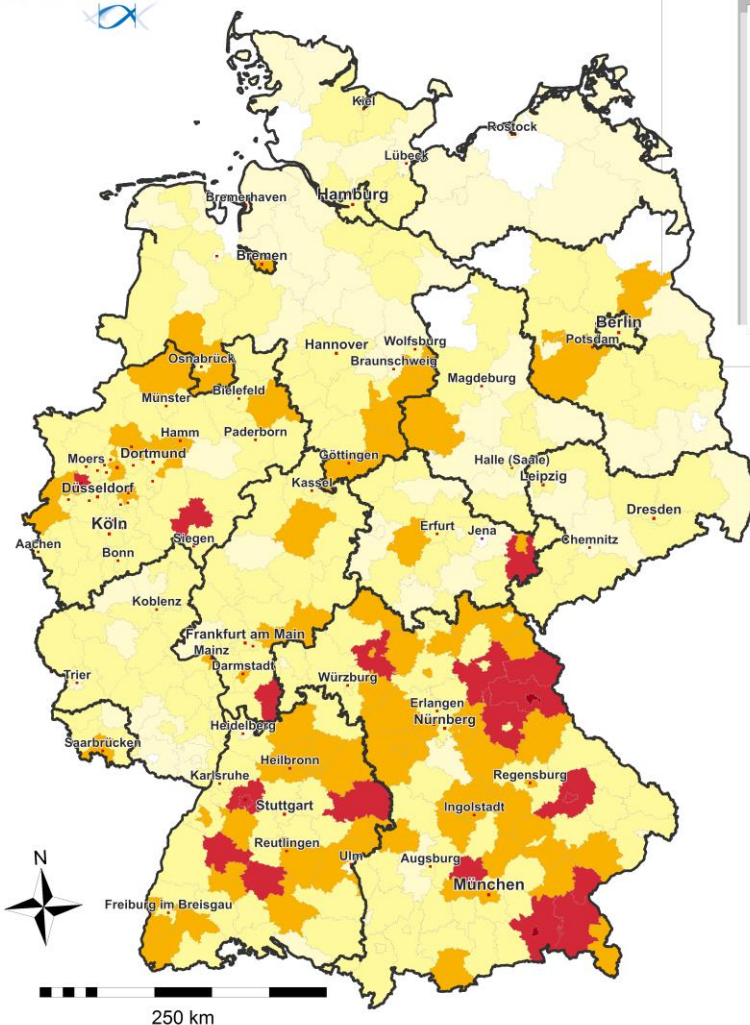 Kiel
Rostock
Lübeck
Bremerhaven
Hamburg
Bremen
Berlin
Potsdam
Hannover
Wolfsburg
Braunschweig
Osnabrück
Bielefeld
Magdeburg
Münster
Hamm
Paderborn
Moers
Dortmund
Göttingen
Halle (Saale)
Leipzig
Düsseldorf
Kassel
Dresden
Köln
Erfurt
Jena
Chemnitz
Aachen
Siegen
Bonn
Koblenz
Frankfurt am Main
Mainz
Darmstadt
Trier
Würzburg
Erlangen
Nürnberg
Heidelberg
Saarbrücken
Heilbronn
Karlsruhe
Regensburg
Stuttgart
Ingolstadt
Reutlingen
Ulm
Augsburg
München
N
Freiburg im Breisgau
250 km